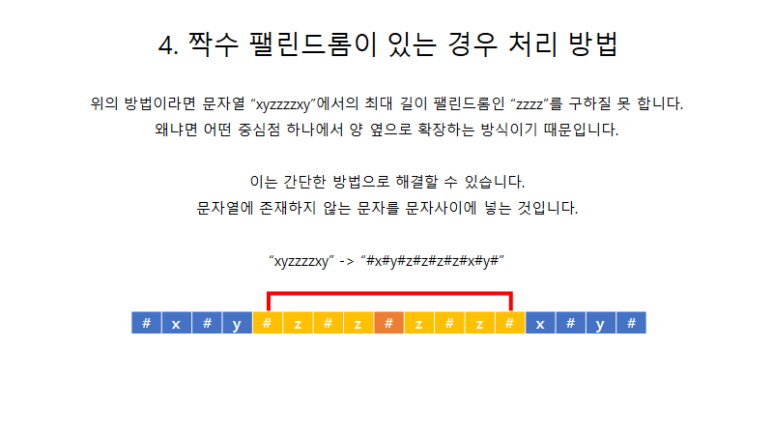 4. 짝수 팰린드롬이 있는 경우 처리 방법
위의 방법이라면 문자열 “xyzzzzxy”에서의 최대 길이 팰린드롬인 “zzzz”를 구하질 못 합니다.
왜냐면 어떤 중심점 하나에서 양 옆으로 확장하는 방식이기 때문입니다.
이는 간단한 방법으로 해결할 수 있습니다.
문자열에 존재하지 않는 문자를 문자사이에 넣는 것입니다.
“xyzzzzxy” -> “#x#y#z#z#z#z#x#y#”
# x # y # z # z # z # z # x # y #